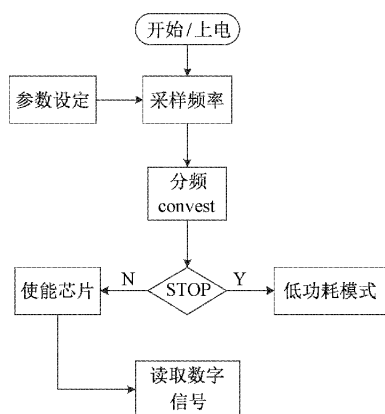 开始/上电
参数设定
采样频率
分频
convest
N
STOP
Y
使能芯片
低功耗模式
读取数字
信号